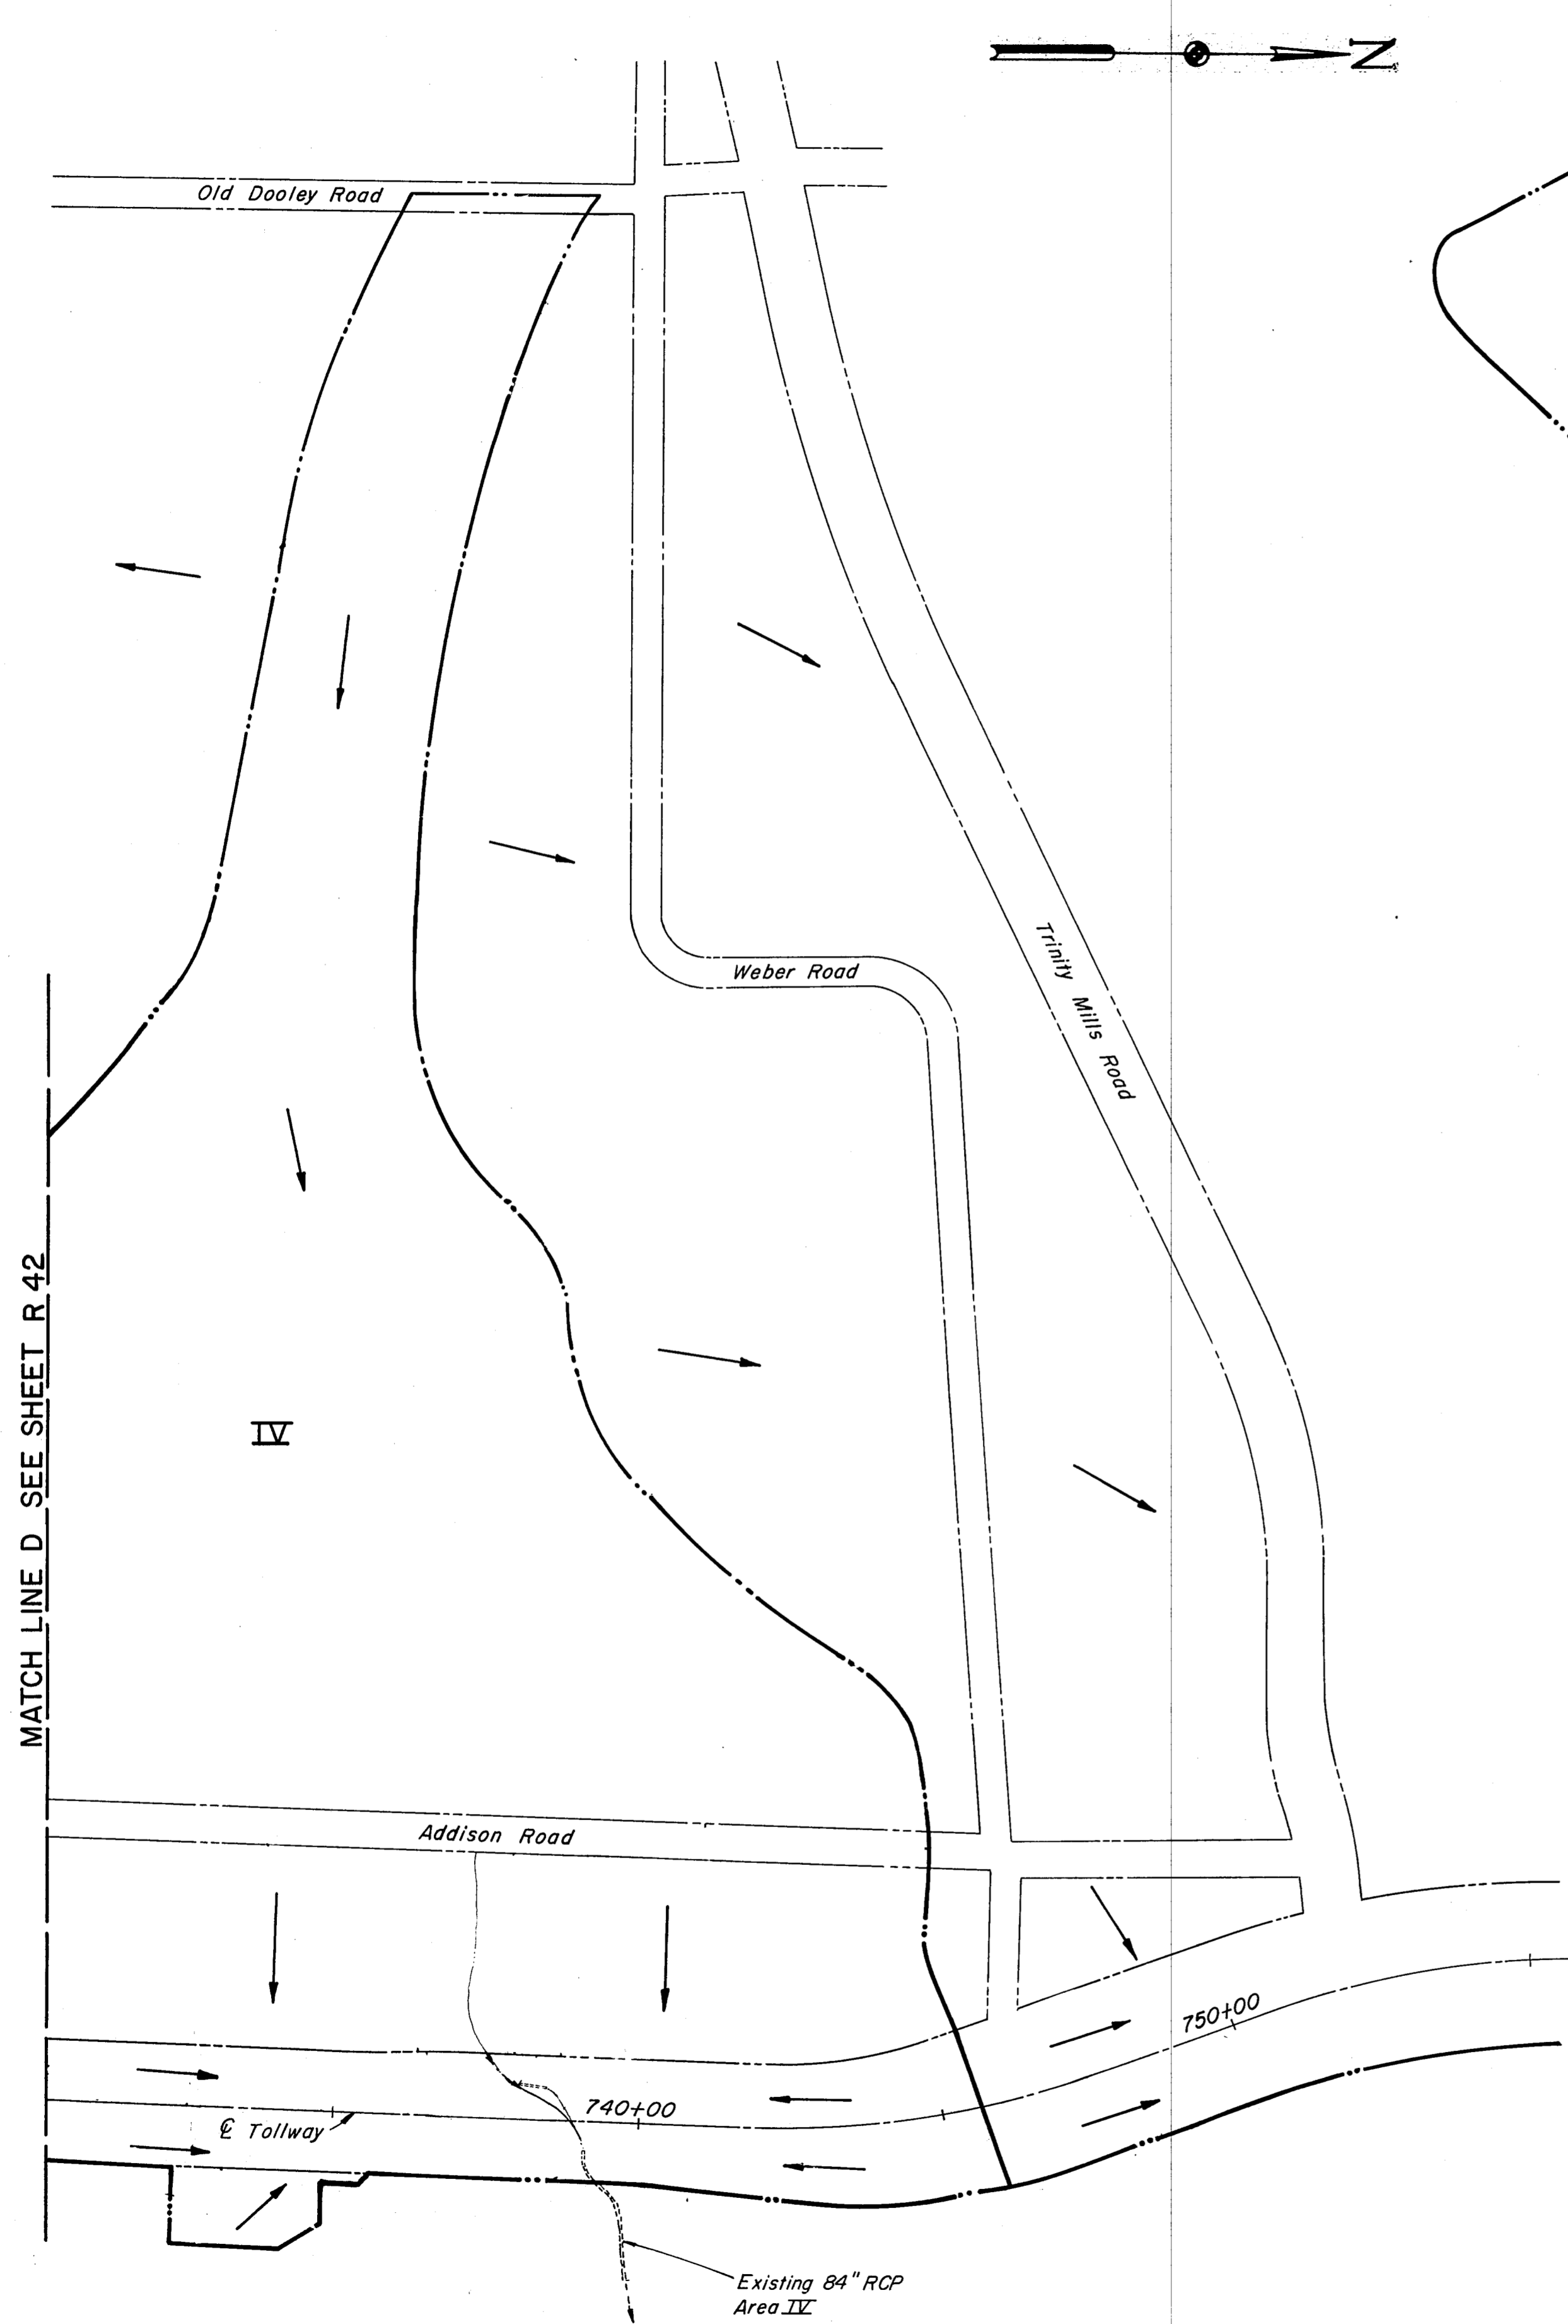 N
Old Dooley Road
Weber Road
Trinity Mills Road
MATCH LINE D SEE SHEET R 42
IV
Addison Road
750+00
740+00
℄ Tollway
Existing 84" RCP
Area IV